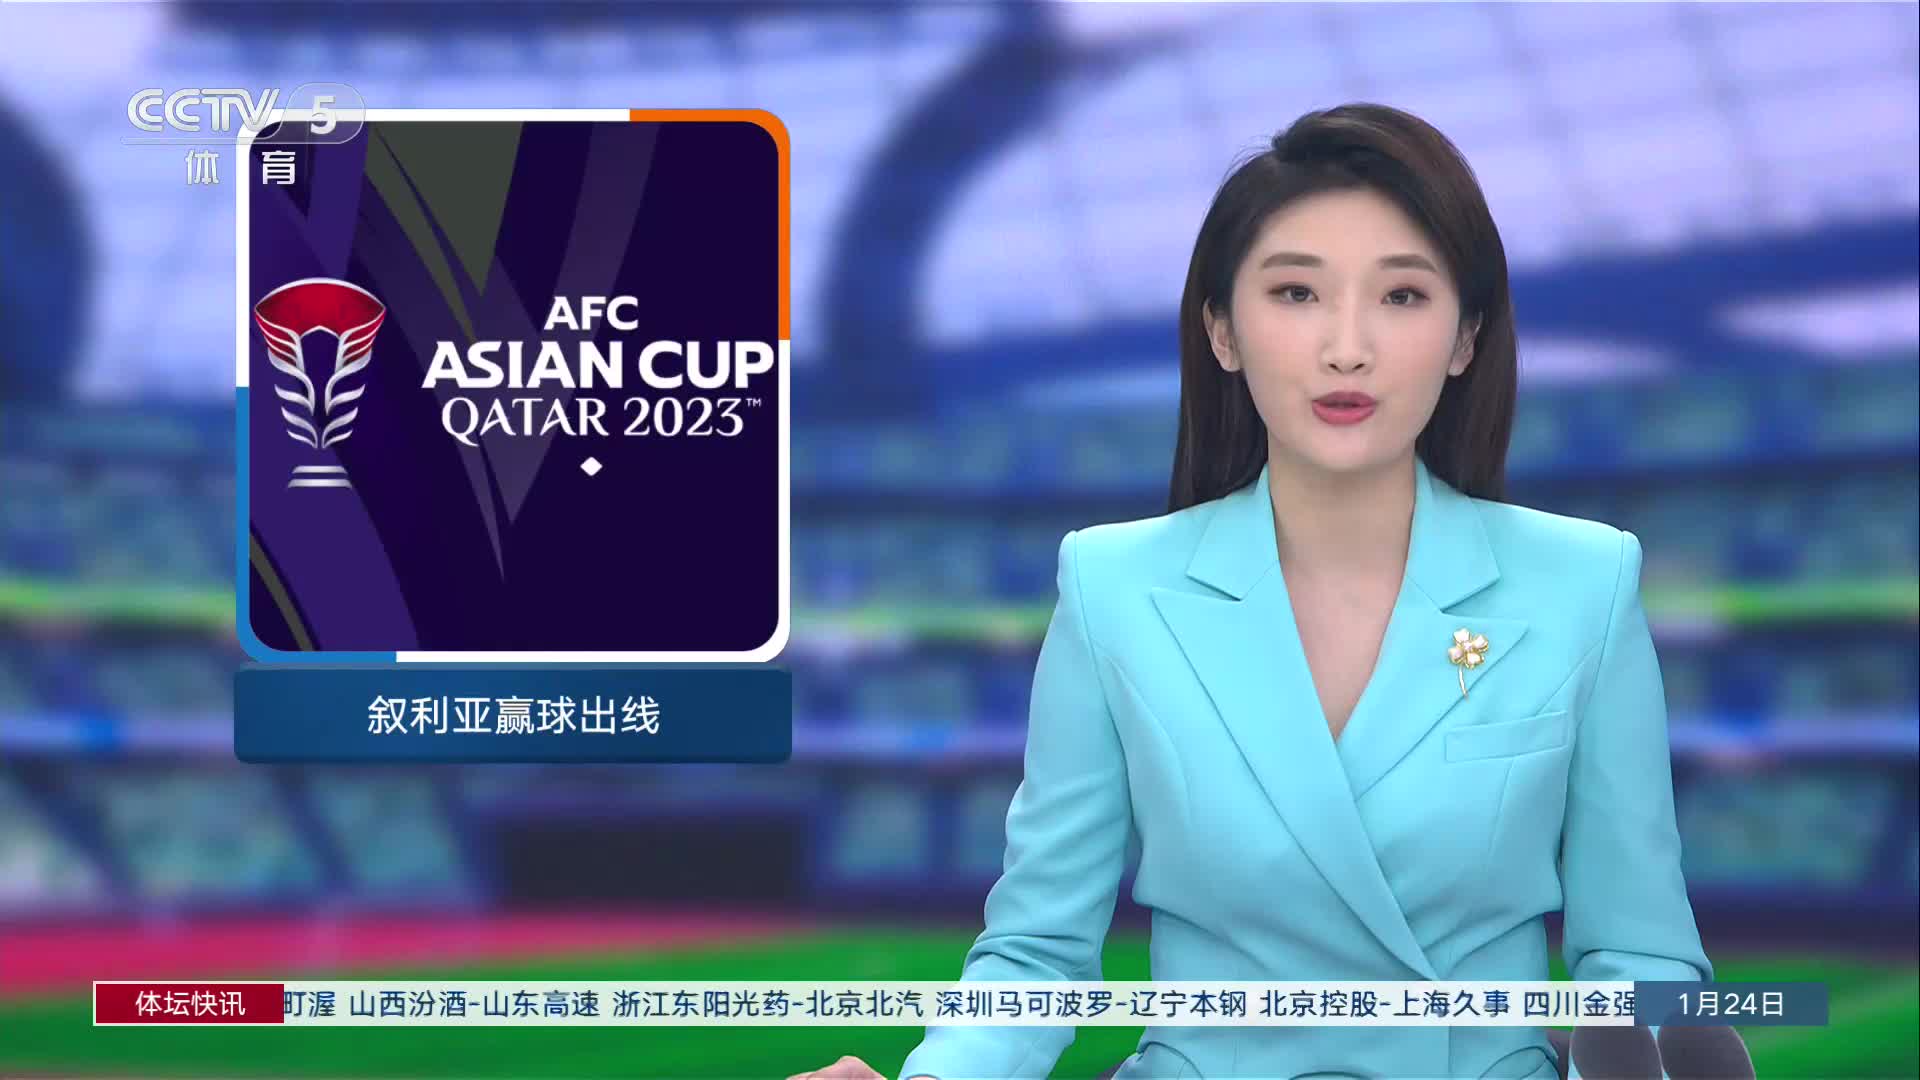 CCTV 5
体育
AFC
ASIAN CUP
QATAR 2023™
叙利亚赢球出线
体坛快讯
町渥 山西汾酒-山东高速 浙江东阳光药-北京北汽 深圳马可波罗-辽宁本钢 北京控股-上海久事 四川金强
1月24日